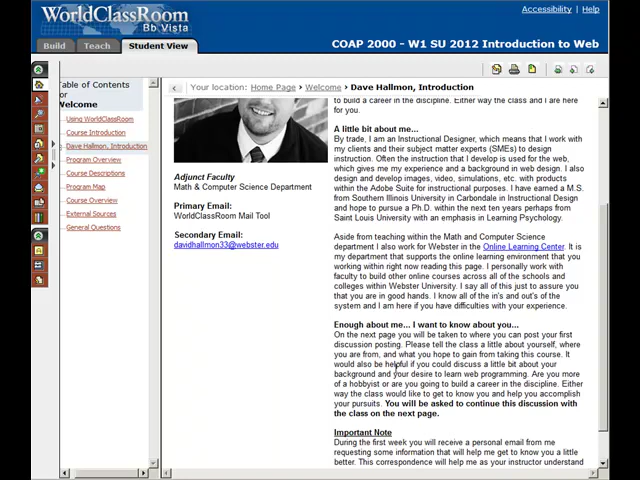 WorldClassRoom
Bb Vista
Accessibility | Help
Build
Teach
Student View
COAP 2000 - W1 SU 2012 Introduction to Web
Table of Contents
for
Welcome
Using WorldClassRoom
Course Introduction
Dave Hallmon, Introduction
Program Overview
Course Descriptions
Program Map
Course Overview
External Sources
General Questions
Your location: Home Page › Welcome › Dave Hallmon, Introduction
Adjunct Faculty
Math & Computer Science Department
Primary Email:
WorldClassRoom Mail Tool
Secondary Email:
davidhallmon33@webster.edu
to build a career in the discipline. Either way the class and I are here
for you.
A little bit about me...
By trade, I am an Instructional Designer, which means that I work with
my clients and their subject matter experts (SMEs) to design
instruction. Often the instruction that I develop is used for the web,
which gives me my experience and a background in web design. I also
design and develop images, video, simulations, etc. with products
within the Adobe Suite for instructional purposes. I have earned a M.S.
from Southern Illinois University in Carbondale in Instructional Design
and hope to pursue a Ph.D. within the next ten years perhaps from
Saint Louis University with an emphasis in Learning Psychology.
Aside from teaching within the Math and Computer Science
department I also work for Webster in the Online Learning Center. It is
my department that supports the online learning environment that you
working within right now reading this page. I personally work with
faculty to build other online courses across all of the schools and
colleges within Webster University. I say all of this just to assure you
that you are in good hands. I know all of the in's and out's of the
system and I am here if you have difficulties with your experience.
Enough about me... I want to know about you...
On the next page you will be taken to where you can post your first
discussion posting. Please tell the class a little about yourself, where
you are from, and what you hope to gain from taking this course. It
would also be helpful if you could discuss a little bit about your
background and your desire to learn web programming. Are you more
of a hobbyist or are you going to build a career in the discipline. Either
way the class would like to get to know you and help you accomplish
your pursuits. You will be asked to continue this discussion with
the class on the next page.
Important Note
During the first week you will receive a personal email from me
requesting some information that will help me get to know you a little
better. This correspondence will help me as your instructor understand